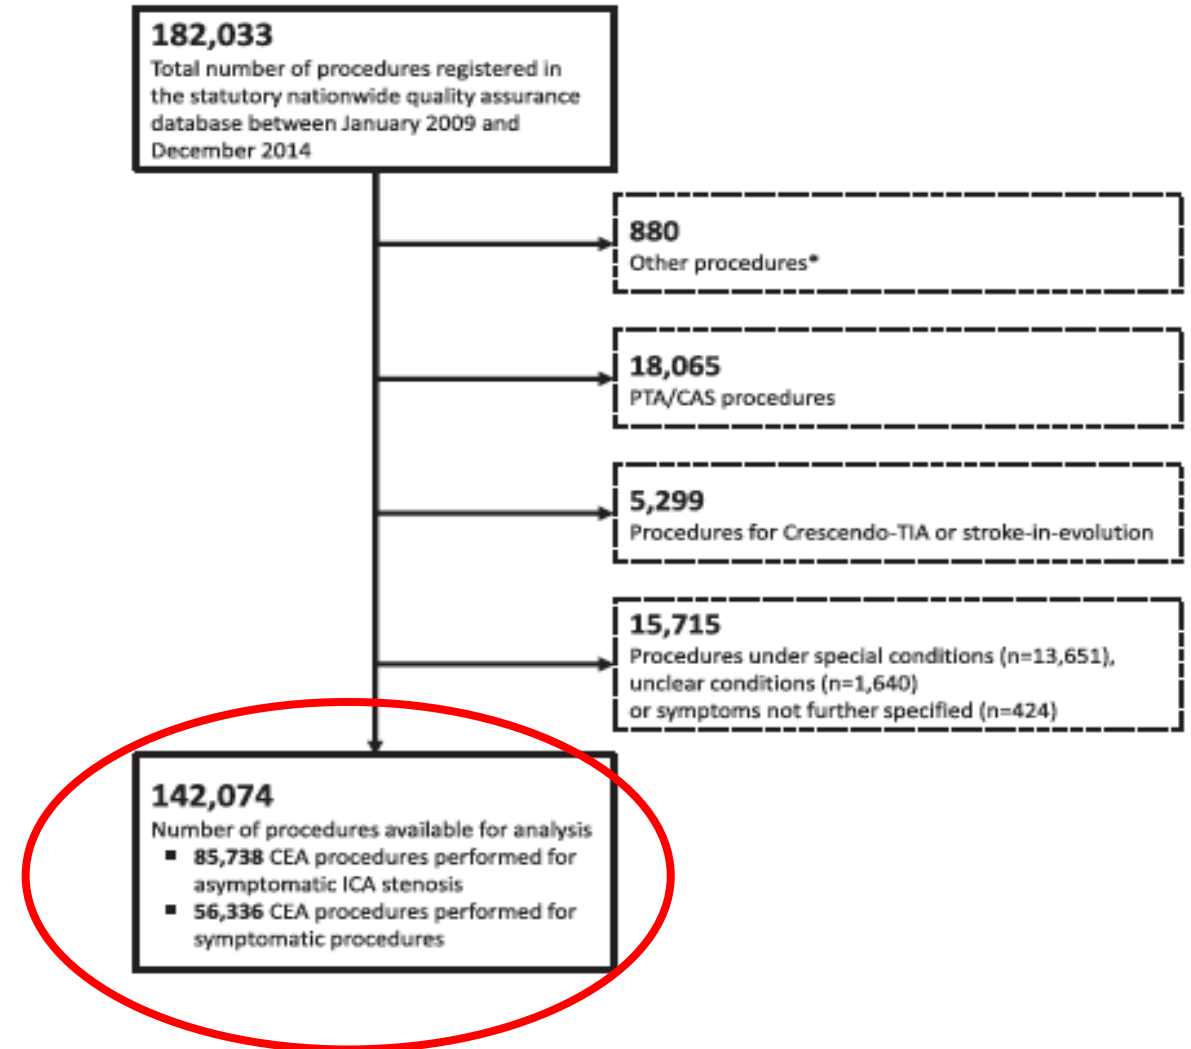 182,033
Total number of procedures registered in
the statutory nationwide quality assurance
database between January 2009 and
December 2014
880
Other procedures*
18,065
PTA/CAS procedures
5,299
Procedures for Crescendo-TIA or stroke-in-evolution
15,715
Procedures under special conditions (n=13,651),
unclear conditions (n=1,640)
or symptoms not further specified (n=424)
142,074
Number of procedures available for analysis
▪ 85,738 CEA procedures performed for
asymptomatic ICA stenosis
▪ 56,336 CEA procedures performed for
symptomatic procedures